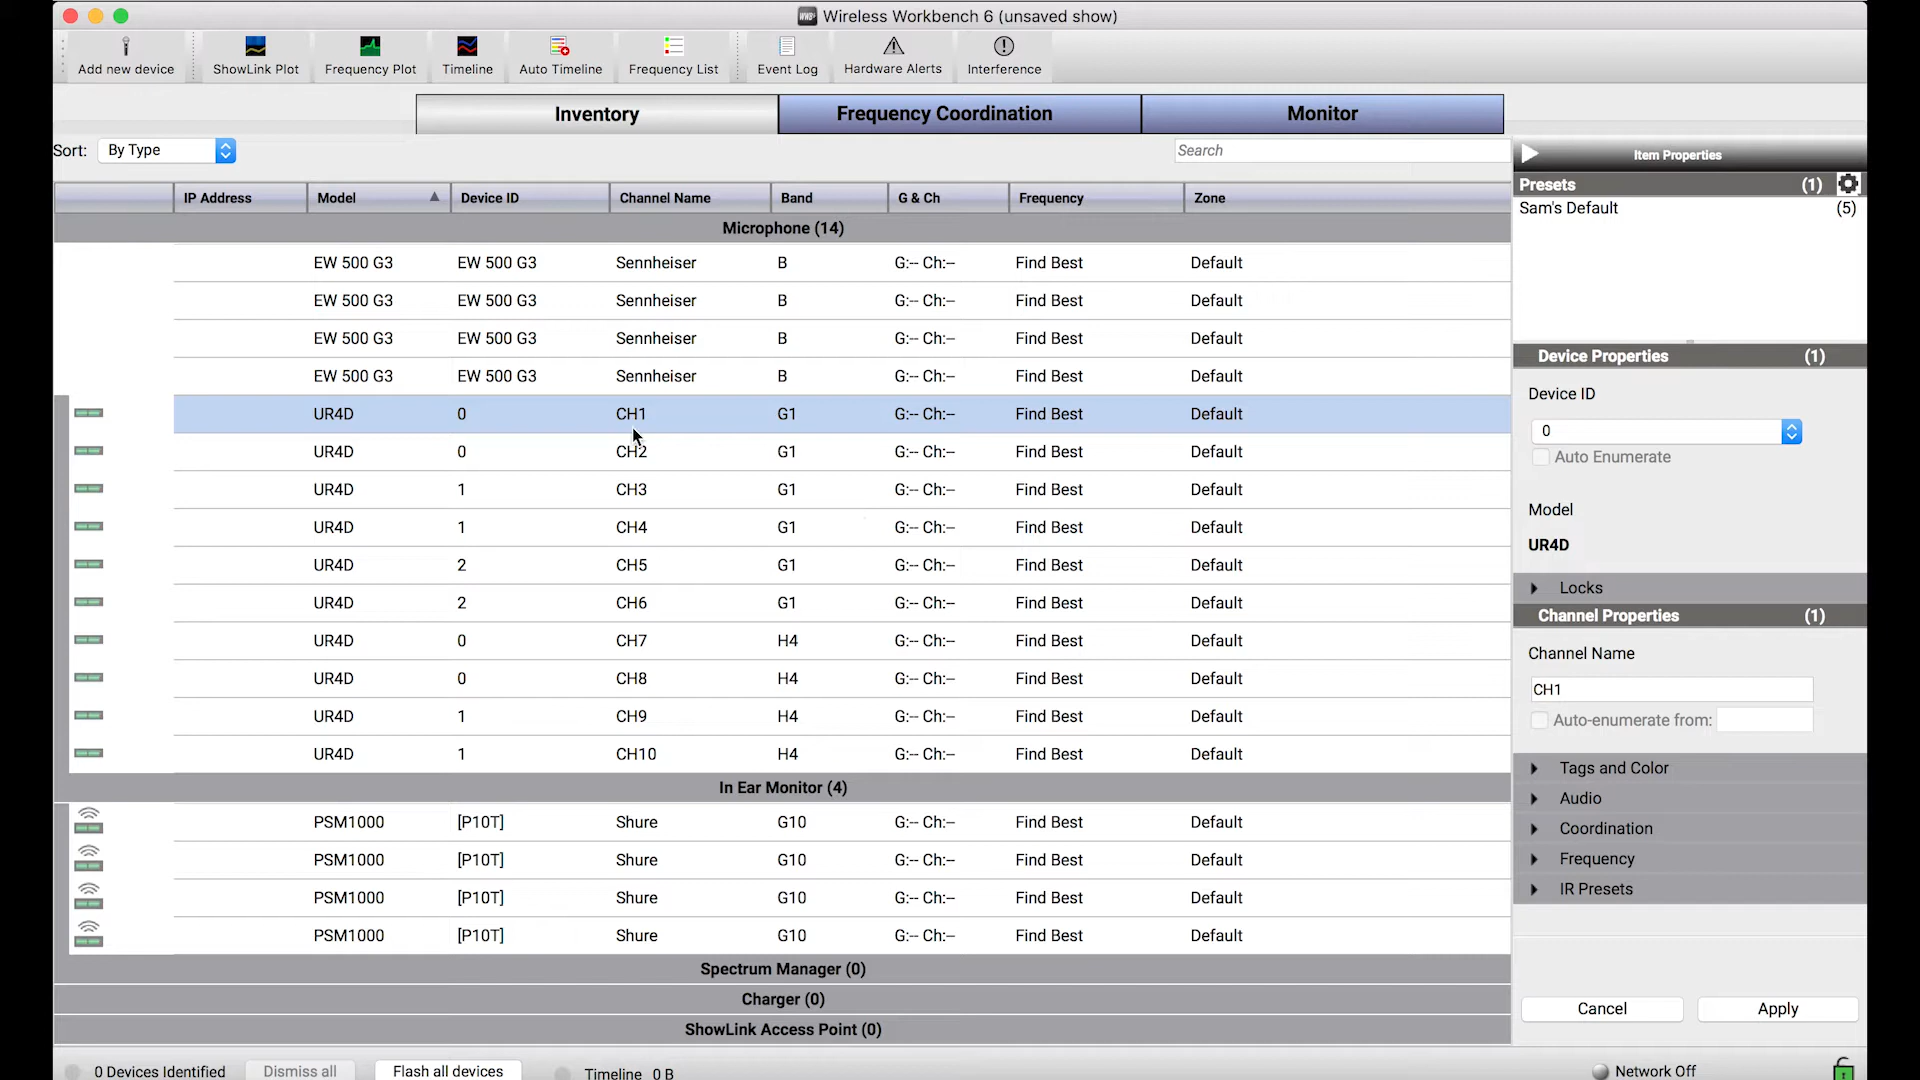 Wireless Workbench 6 (unsaved show)
Add new device ShowLink Plot Frequency Plot Timeline Auto Timeline Frequency List Event Log Hardware Alerts Interference
Inventory Frequency Coordination Monitor
Sort: By Type Search
IP Address Model Device ID Channel Name Band G & Ch Frequency Zone
Microphone (14)
EW 500 G3 EW 500 G3 Sennheiser B G:-- Ch:-- Find Best Default
EW 500 G3 EW 500 G3 Sennheiser B G:-- Ch:-- Find Best Default
EW 500 G3 EW 500 G3 Sennheiser B G:-- Ch:-- Find Best Default
EW 500 G3 EW 500 G3 Sennheiser B G:-- Ch:-- Find Best Default
UR4D 0 CH1 G1 G:-- Ch:-- Find Best Default
UR4D 0 CH2 G1 G:-- Ch:-- Find Best Default
UR4D 1 CH3 G1 G:-- Ch:-- Find Best Default
UR4D 1 CH4 G1 G:-- Ch:-- Find Best Default
UR4D 2 CH5 G1 G:-- Ch:-- Find Best Default
UR4D 2 CH6 G1 G:-- Ch:-- Find Best Default
UR4D 0 CH7 H4 G:-- Ch:-- Find Best Default
UR4D 0 CH8 H4 G:-- Ch:-- Find Best Default
UR4D 1 CH9 H4 G:-- Ch:-- Find Best Default
UR4D 1 CH10 H4 G:-- Ch:-- Find Best Default
In Ear Monitor (4)
PSM1000 [P10T] Shure G10 G:-- Ch:-- Find Best Default
PSM1000 [P10T] Shure G10 G:-- Ch:-- Find Best Default
PSM1000 [P10T] Shure G10 G:-- Ch:-- Find Best Default
PSM1000 [P10T] Shure G10 G:-- Ch:-- Find Best Default
Spectrum Manager (0)
Charger (0)
ShowLink Access Point (0)
Item Properties
Presets (1)
Sam's Default (5)
Device Properties (1)
Device ID
0
Auto Enumerate
Model
UR4D
Locks
Channel Properties (1)
Channel Name
CH1
Auto-enumerate from:
Tags and Color
Audio
Coordination
Frequency
IR Presets
Cancel Apply
0 Devices Identified Dismiss all Flash all devices Timeline 0 B Network Off